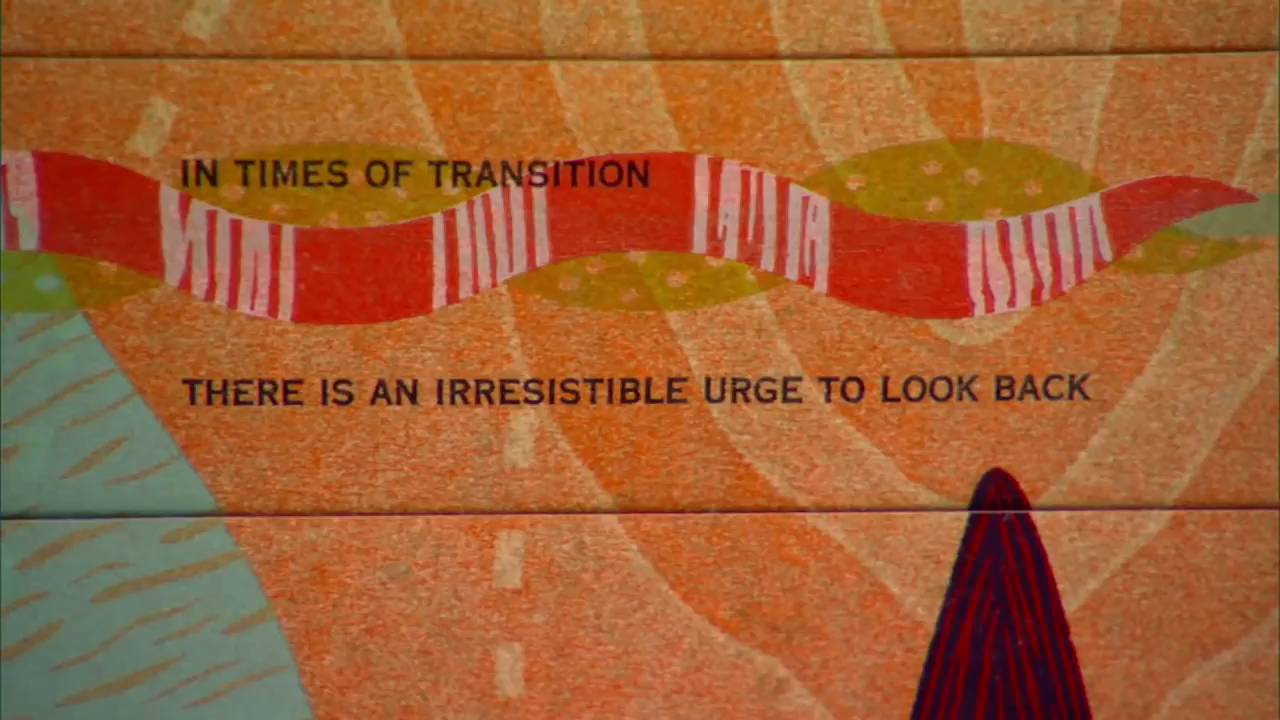 IN TIMES OF TRANSITION
THERE IS AN IRRESISTIBLE URGE TO LOOK BACK